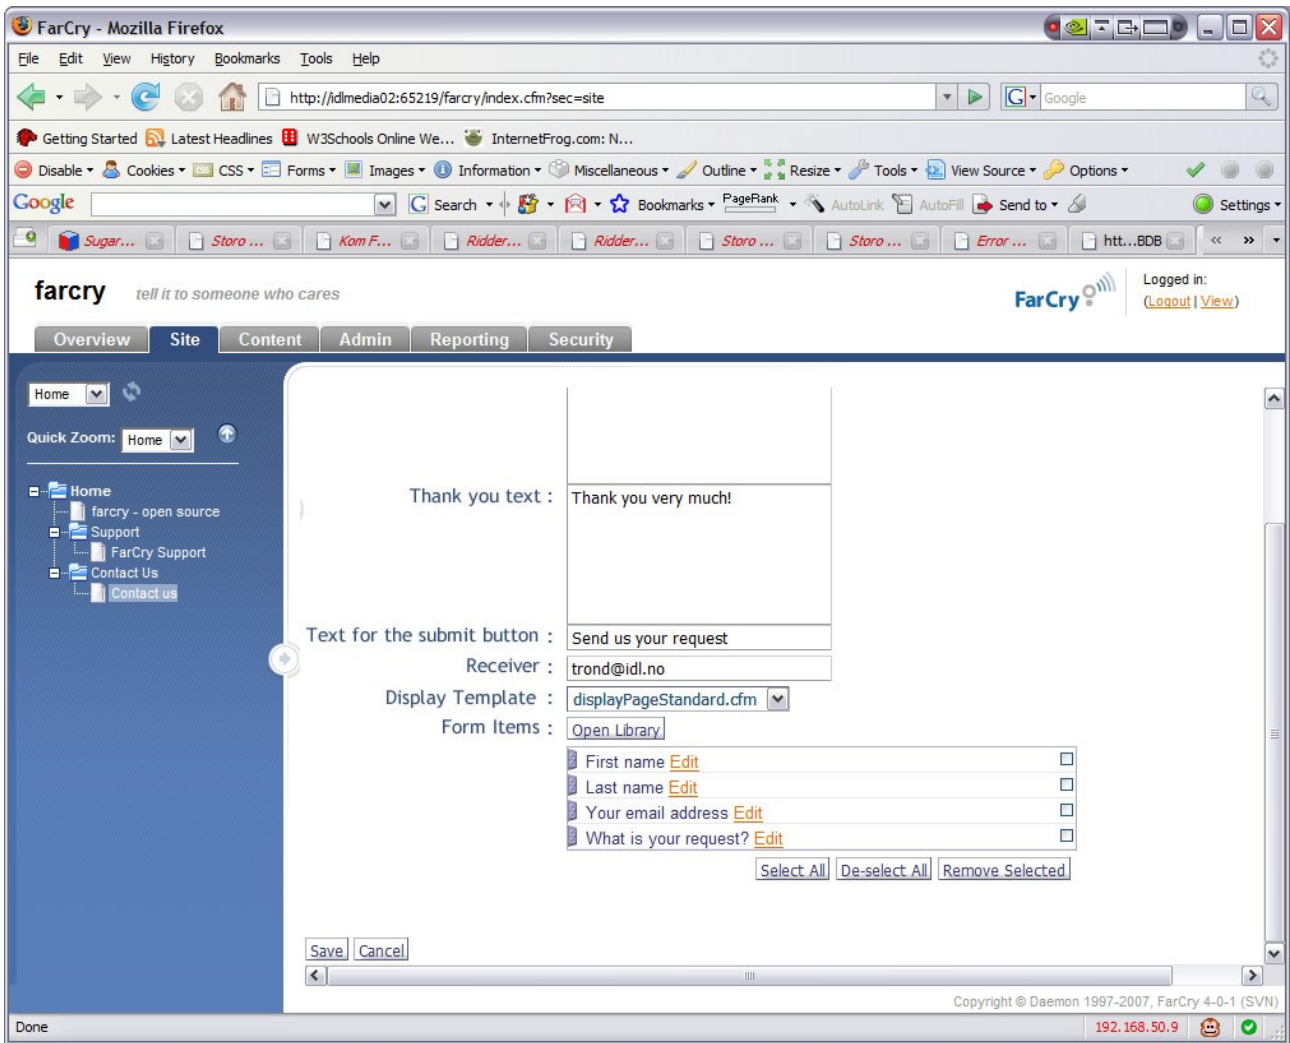 FarCry - Mozilla Firefox
File Edit View History Bookmarks Tools Help
http://idlmedia02:65219/farcry/index.cfm?sec=site
G Google
Getting Started Latest Headlines W3Schools Online We... InternetFrog.com: N...
Disable Cookies CSS Forms Images Information Miscellaneous Outline Resize Tools View Source Options
Google G Search Bookmarks PageRank AutoLink AutoFill Send to Settings
Sugar... Storo ... Kom F... Ridder... Ridder... Storo ... Storo ... Error ... htt...BDB
farcry tell it to someone who cares
FarCry
Logged in:
(Logout | View)
Overview Site Content Admin Reporting Security
Home
Quick Zoom: Home
Home
farcry - open source
Support
FarCry Support
Contact Us
Contact us
Thank you text : Thank you very much!
Text for the submit button : Send us your request
Receiver : trond@idl.no
Display Template : displayPageStandard.cfm
Form Items : Open Library
First name Edit
Last name Edit
Your email address Edit
What is your request? Edit
Select All De-select All Remove Selected
Save Cancel
Copyright © Daemon 1997-2007, FarCry 4-0-1 (SVN)
Done 192.168.50.9